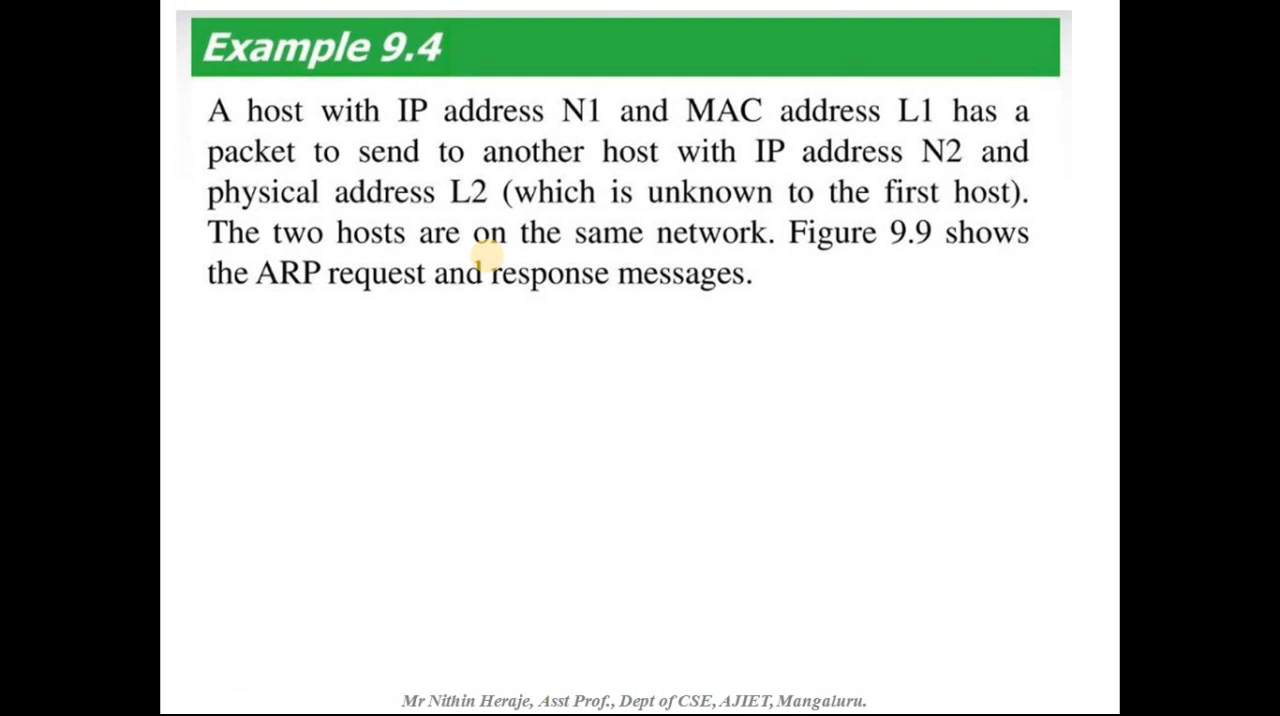 Example 9.4
A host with IP address N1 and MAC address L1 has a
packet to send to another host with IP address N2 and
physical address L2 (which is unknown to the first host).
The two hosts are on the same network. Figure 9.9 shows
the ARP request and response messages.
Mr Nithin Heraje, Asst Prof., Dept of CSE, AJIET, Mangaluru.